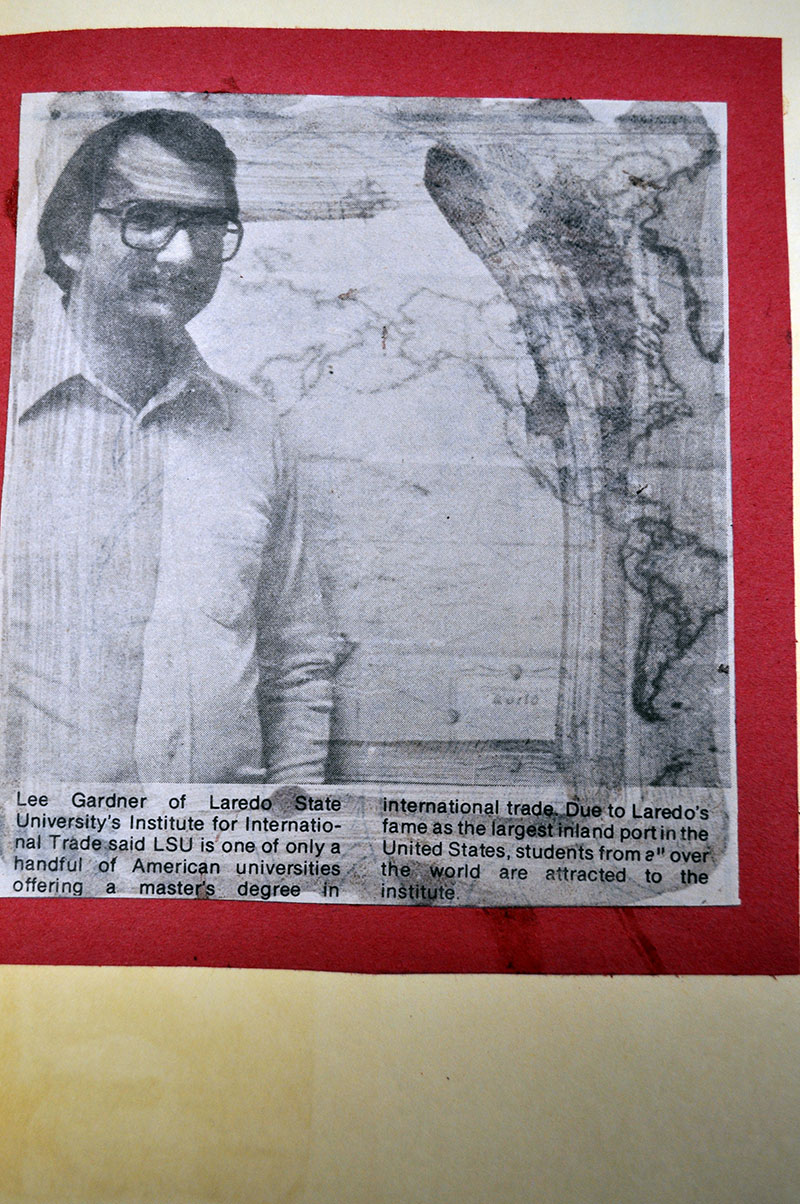 World
Lee Gardner of Laredo State
University's Institute for Internatio-
nal Trade said LSU is one of only a
handful of American universities
offering a master's degree in
international trade. Due to Laredo's
fame as the largest inland port in the
United States, students from a" over
the world are attracted to the
institute.